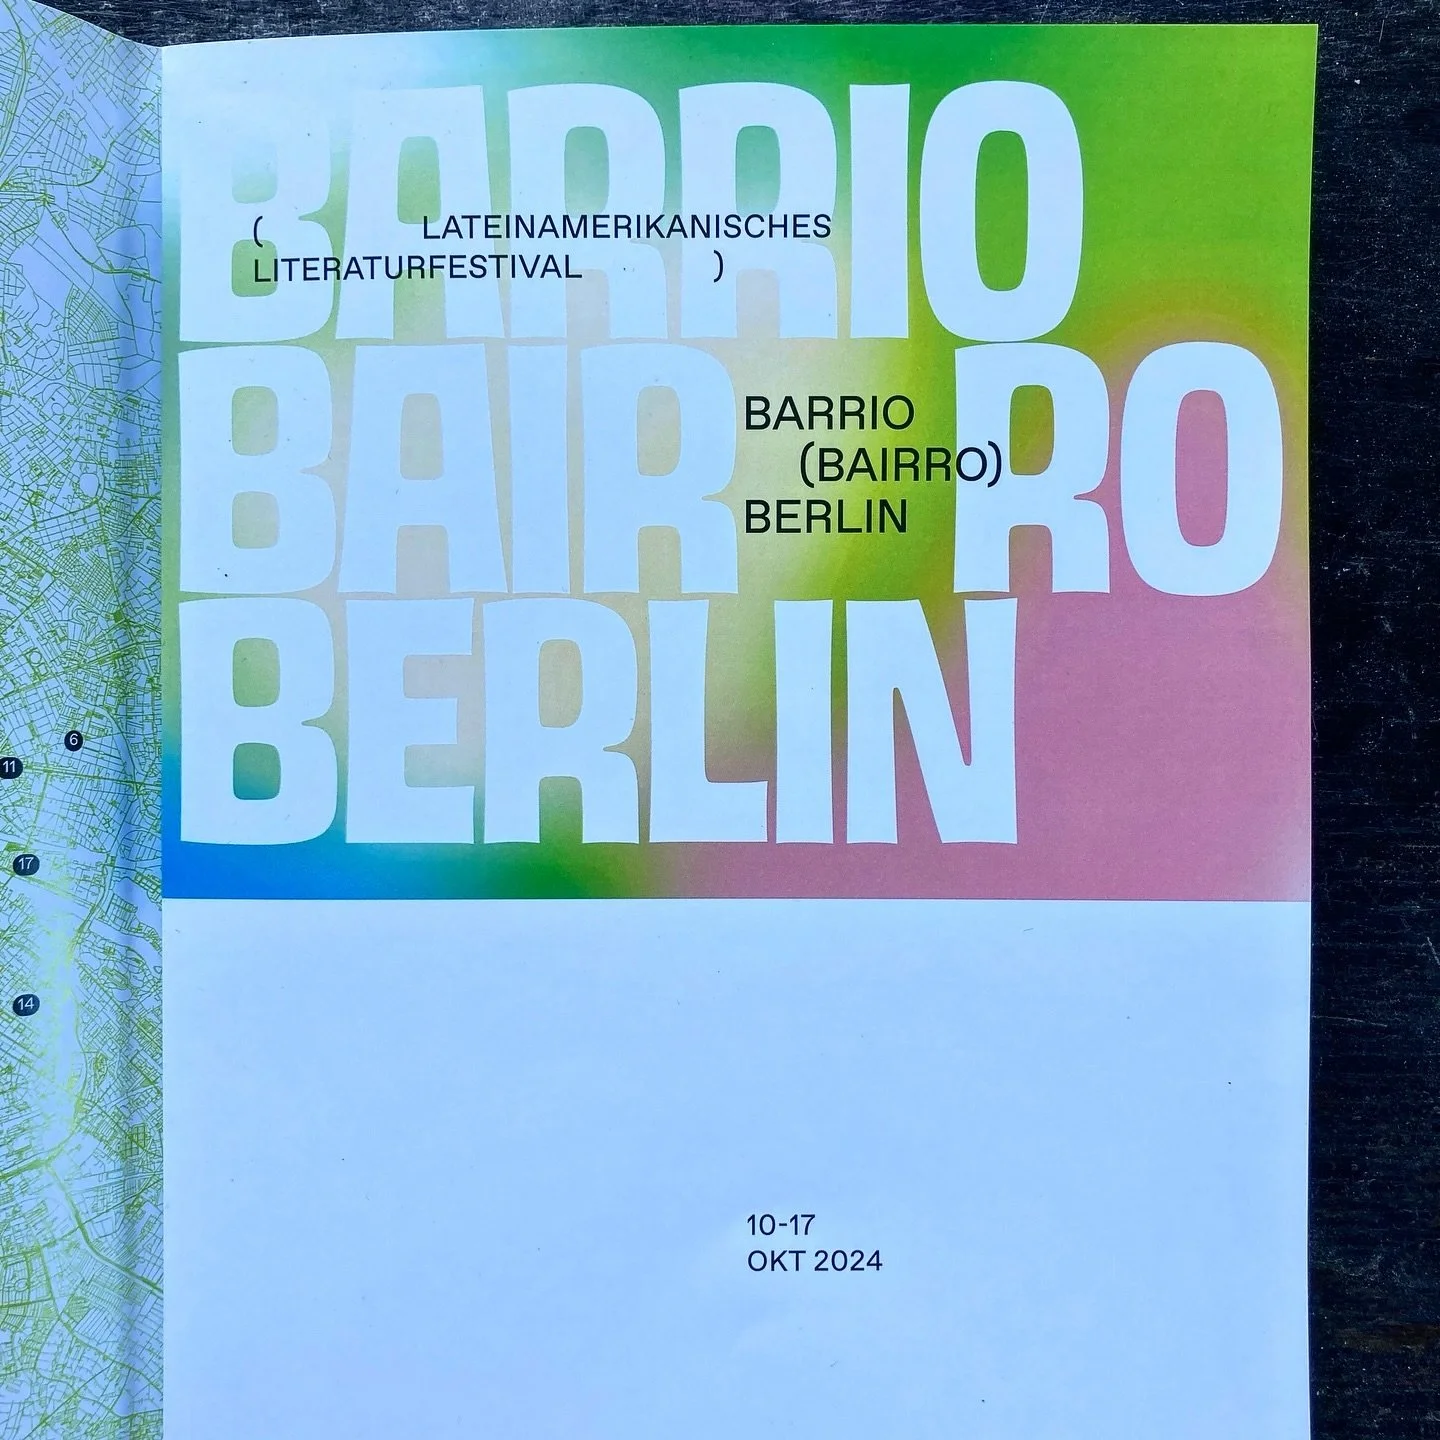 BARRIO
( LATEINAMERIKANISCHES
LITERATURFESTIVAL )
BAIR RO
BARRIO
(BAIRRO)
BERLIN
BERLIN
6
11
17
14
10-17
OKT 2024